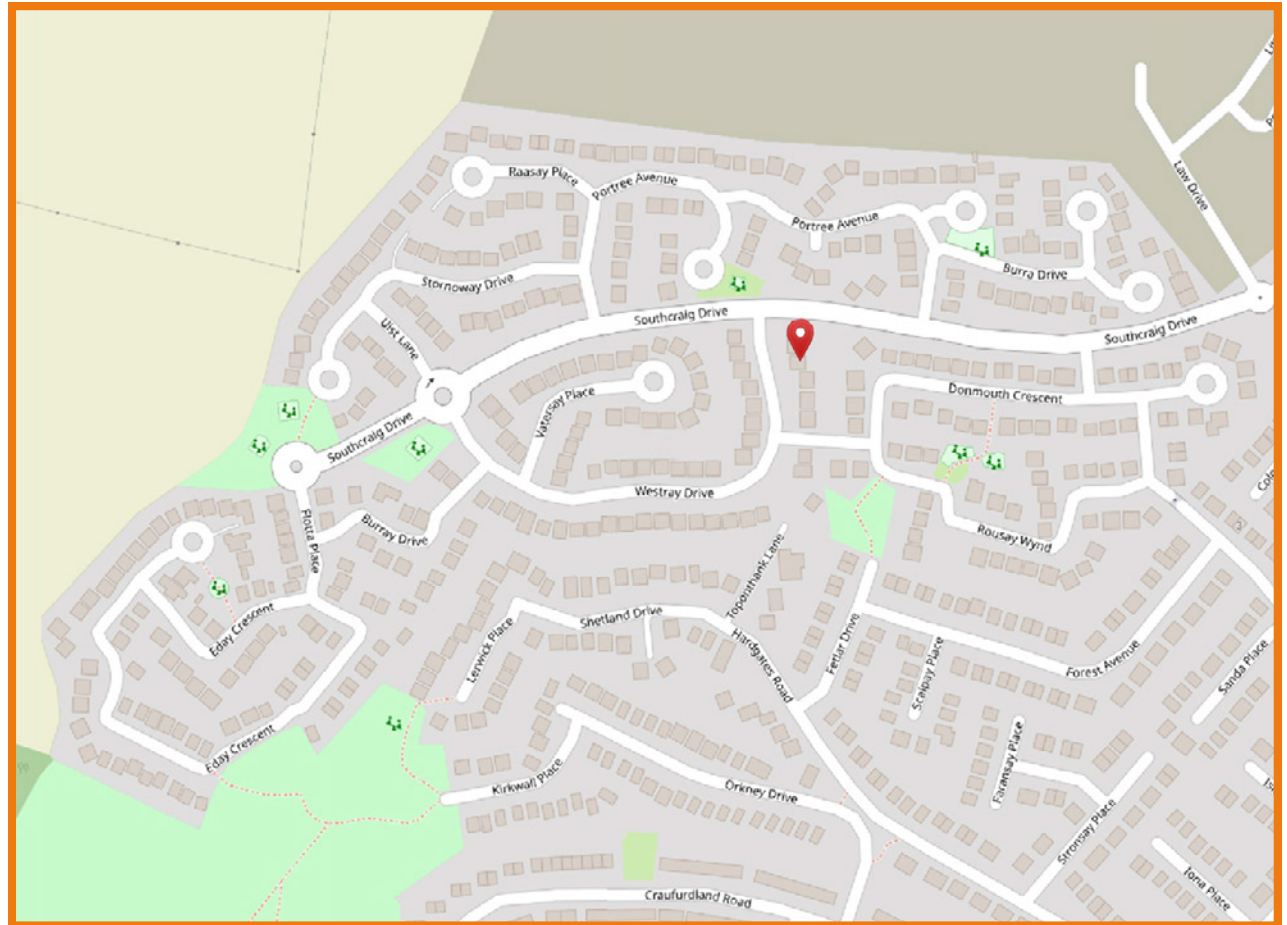 Raasay Place
Portree Avenue
Portree Avenue
Law Drive
Stornoway Drive
Burra Drive
Uist Lane
Southcraig Drive
Southcraig Drive
Vatersay Place
Donmouth Crescent
Southcraig Drive
Westray Drive
Flotta Place
Burray Drive
Rousay Wynd
Toponthank Lane
Eday Crescent
Shetland Drive
Lerwick Place
Hardgates Road
Fetlar Drive
Forest Avenue
Scalpay Place
Sanda Place
Eday Crescent
Kirkwall Place
Orkney Drive
Faransay Place
Stronsay Place
Iona Place
Craufurdland Road